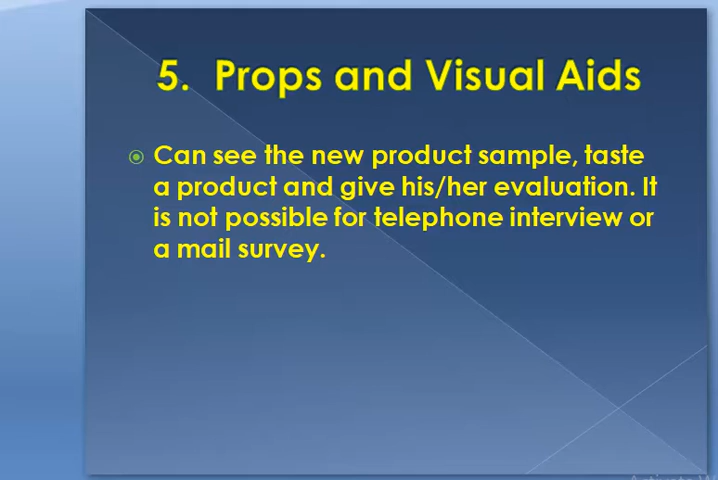 5. Props and Visual Aids
Can see the new product sample, taste
a product and give his/her evaluation. It
is not possible for telephone interview or
a mail survey.